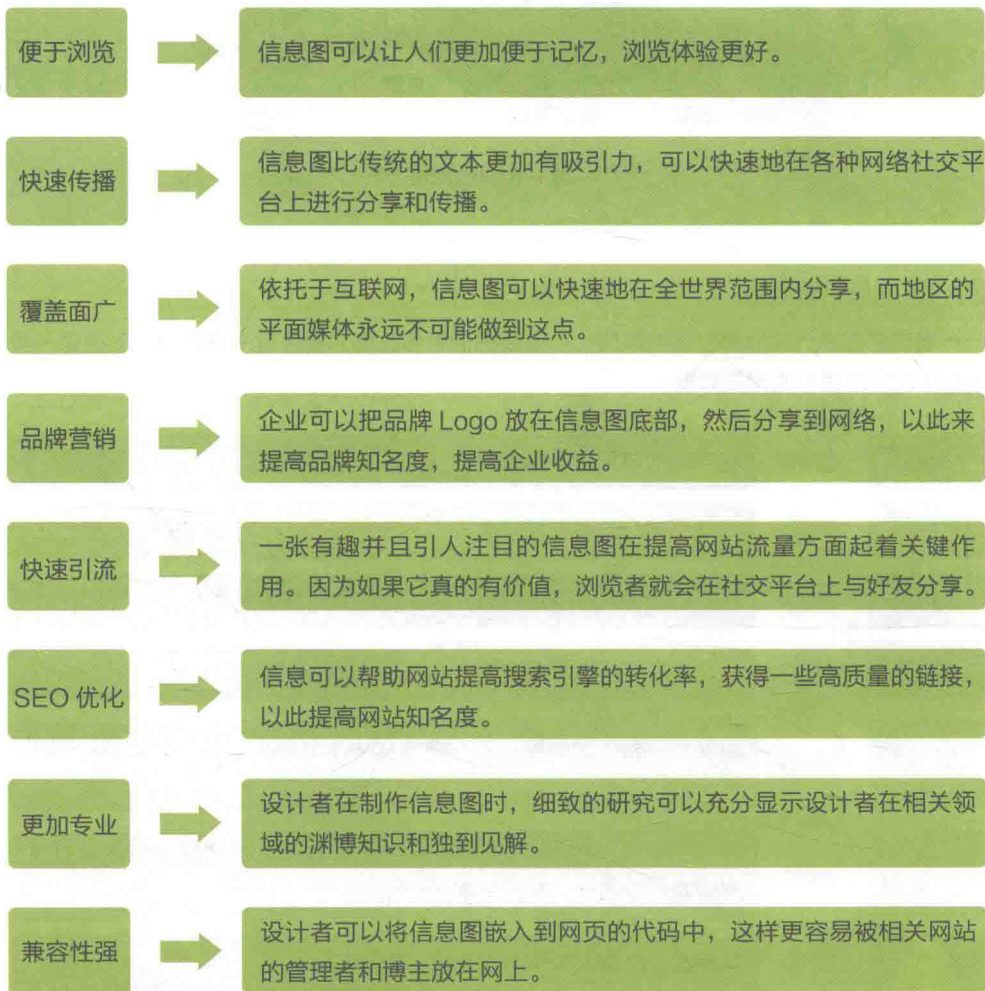 便于浏览
信息图可以让人们更加便于记忆，浏览体验更好。
快速传播
信息图比传统的文本更加有吸引力，可以快速地在各种网络社交平
台上进行分享和传播。
覆盖面广
依托于互联网，信息图可以快速地在全世界范围内分享，而地区的
平面媒体永远不可能做到这点。
品牌营销
企业可以把品牌 Logo 放在信息图底部，然后分享到网络，以此来
提高品牌知名度，提高企业收益。
快速引流
一张有趣并且引人注目的信息图在提高网站流量方面起着关键作
用。因为如果它真的有价值，浏览者就会在社交平台上与好友分享。
SEO 优化
信息可以帮助网站提高搜索引擎的转化率，获得一些高质量的链接，
以此提高网站知名度。
更加专业
设计者在制作信息图时，细致的研究可以充分显示设计者在相关领
域的渊博知识和独到见解。
兼容性强
设计者可以将信息图嵌入到网页的代码中，这样更容易被相关网站
的管理者和博主放在网上。